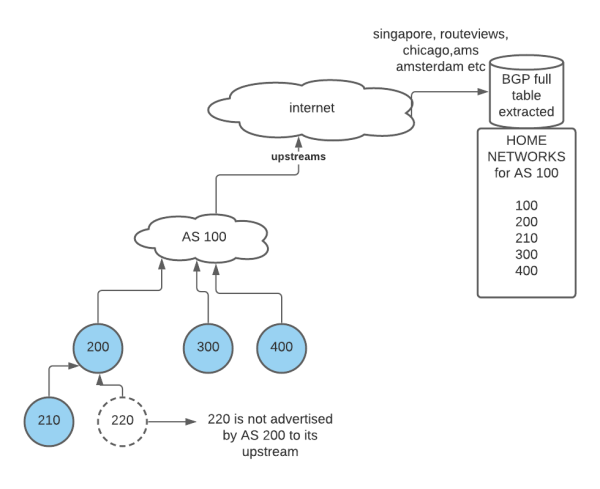 singapore, routeviews,
chicago,ams
amsterdam etc
BGP full
table
extracted
internet
HOME
NETWORKS
for AS 100
100
200
210
300
400
upstreams
AS 100
200
300
400
210
220
220 is not advertised
by AS 200 to its
upstream